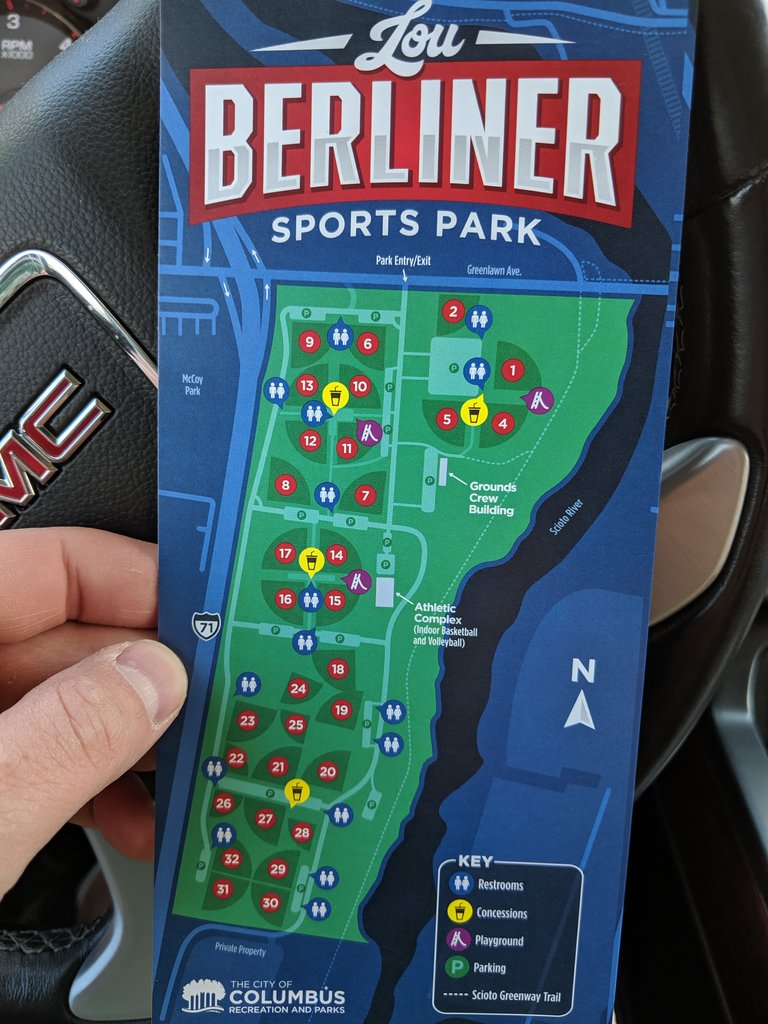 3
4
RPM
x1000
GMC
Lou
BERLINER
SPORTS PARK
Park Entry/Exit
Greenlawn Ave.
McCoy
Park
2
9
6
P
P
1
P
13
10
P
5
4
12
11
P
8
7
P
Grounds
Crew
Building
Scioto River
P
P
P
17
14
P
16
15
Athletic
Complex
(Indoor Basketball
and Volleyball)
71
P
P
18
24
19
23
25
P
N
22
21
20
P
26
27
28
P
32
29
P
31
30
P
KEY
Restrooms
Concessions
Playground
P Parking
Scioto Greenway Trail
Private Property
THE CITY OF
COLUMBUS
RECREATION AND PARKS